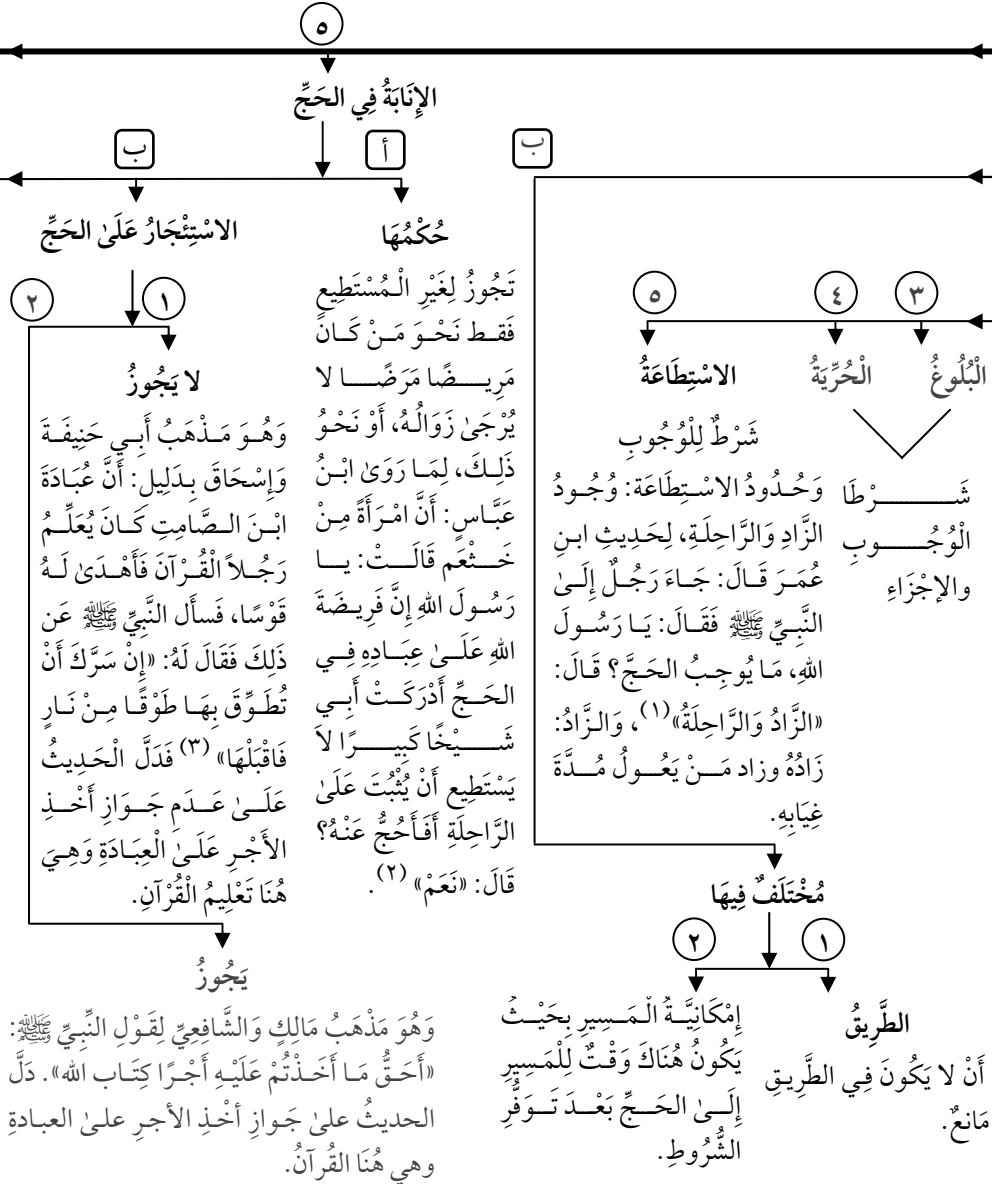 ٥
الإِنَابَةُ فِي الحَجِّ
ب
أ
ب
٣
٤
٥
الْبُلُوغُ
الْحُرِّيَةُ
شَرْطَا
الْوُجُوبِ
والإجْزَاءِ
الاسْتِطَاعَةُ
شَرْطٌ لِلْوُجُوبِ
وَحُدُودُ الاسْتِطَاعَة: وُجُودُ
الزَّادِ وَالرَّاحِلَةِ، لِحَدِيثِ ابنِ
عُمَرَ قَالَ: جَاءَ رَجُلٌ إِلَىٰ
النَّبِيِّ ﷺ فَقَالَ: يَا رَسُولَ
اللهِ، مَا يُوجِبُ الحَجَّ؟ قَالَ:
«الزَّادُ وَالرَّاحِلَةُ»(١)، وَالزَّادُ:
زَادُهُ وزاد مَنْ يَعُولُ مُدَّةَ
غِيَابِهِ.
مُخْتَلَفٌ فِيهَا
١
٢
الطَّرِيقُ
أَنْ لا يَكُونَ فِي الطَّرِيقِ
مَانعٌ.
إِمْكَانِيَّةُ الْمَسِيرِ بِحَيْثُ
يَكُونُ هُنَاكَ وَقْتٌ لِلْمَسِيرِ
إِلَىٰ الحَجِّ بَعْدَ تَوَفُّرِ
الشُّرُوطِ.
حُكْمُهَا
تَجُوزُ لِغَيْرِ الْمُسْتَطِيعِ
فَقط نَحْوَ مَنْ كَانَ
مَرِيضًا مَرَضًا لا
يُرْجَىٰ زَوَالُهُ، أَوْ نَحْوُ
ذَلِكَ، لِمَا رَوَىٰ ابْنُ
عَبَّاسٍ: أَنَّ امْرَأَةً مِنْ
خَثْعَم قَالَتْ: يا
رَسُولَ اللهِ إِنَّ فَرِيضَةَ
اللهِ عَلَىٰ عِبَادِهِ فِي
الحَجِّ أَدْرَكَتْ أَبِي
شَيْخًا كَبِيرًا لاَ
يَسْتَطِيع أَنْ يُثْبُتَ عَلَىٰ
الرَّاحِلَةِ أَفَأَحُجُّ عَنْهُ؟
قَالَ: «نَعَمْ» (٢).
الاسْتِئْجَارُ عَلَىٰ الحَجِّ
١
٢
لا يَجُوزُ
وَهُوَ مَذْهَبُ أَبِي حَنِيفَةَ
وَإِسْحَاقَ بِدَلِيلِ: أَنَّ عُبَادَةَ
ابْنَ الصَّامِتِ كَانَ يُعَلِّمُ
رَجُلاً الْقُرْآنَ فَأَهْدَىٰ لَهُ
قَوْسًا، فَسأَل النَّبِيِّ ﷺ عَن
ذَلِكَ فَقَالَ لَهُ: «إِنْ سَرَّكَ أَنْ
تُطَوِّقَ بِهَا طَوْقًا مِنْ نَارٍ
فَاقْبَلْهَا» (٣) فَدَلَّ الْحَدِيثُ
عَلَىٰ عَدَمِ جَوَازِ أَخْذِ
الأَجْرِ عَلَىٰ الْعِبَادَةِ وَهِيَ
هُنَا تَعْلِيمُ الْقُرْآنِ.
يَجُوزُ
وَهُوَ مَذْهَبُ مَالِكٍ وَالشَّافِعِيِّ لِقَوْلِ النَّبِيِّ ﷺ:
«أَحَقُّ مَا أَخَذْتُمْ عَلَيْهِ أَجْرًا كِتَاب الله». دَلَّ
الحديثُ علىٰ جَوازِ أخْذِ الأجرِ علىٰ العبادةِ
وهي هُنَا القُرآنُ.